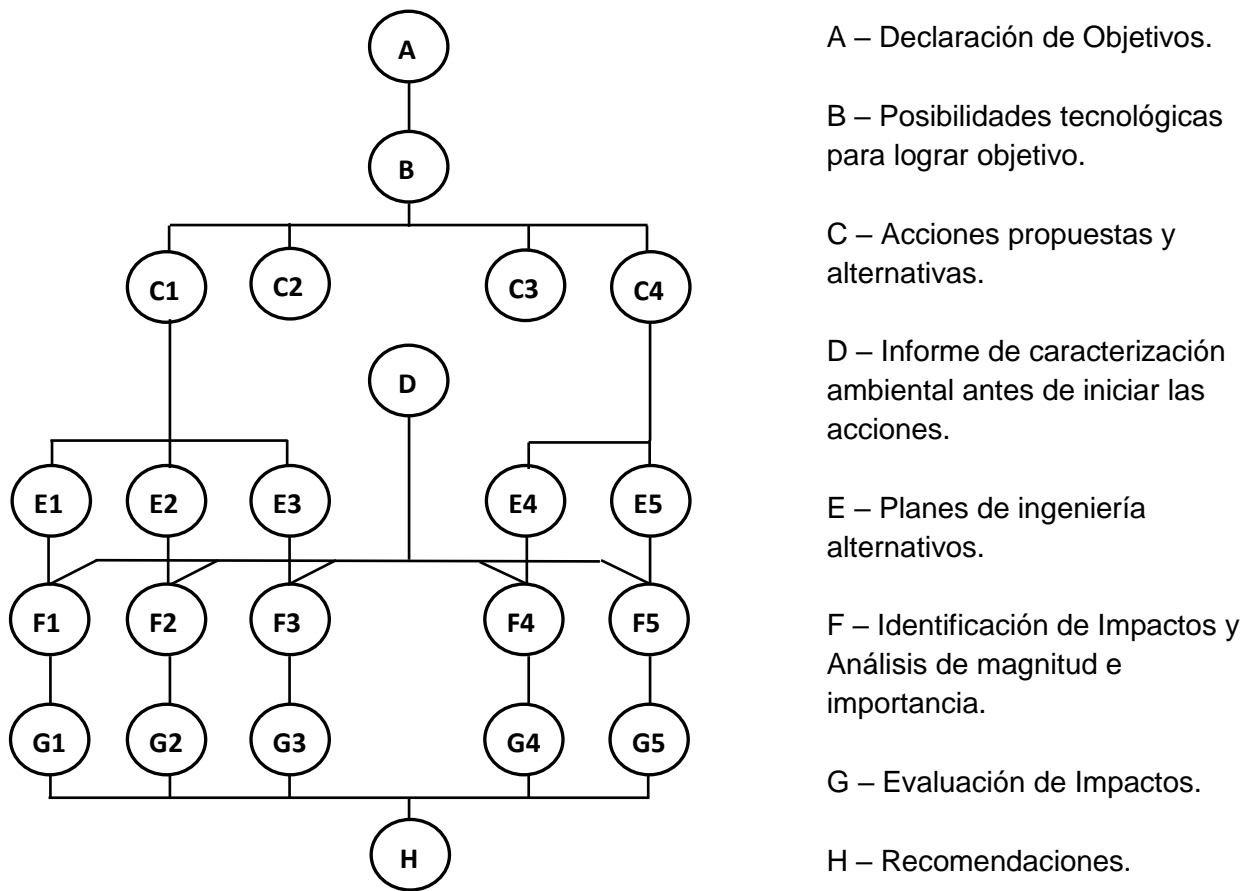 A
B
C1
C2
C3
C4
D
E1
E2
E3
E4
E5
F1
F2
F3
F4
F5
G1
G2
G3
G4
G5
H
A – Declaración de Objetivos.
B – Posibilidades tecnológicas
para lograr objetivo.
C – Acciones propuestas y
alternativas.
D – Informe de caracterización
ambiental antes de iniciar las
acciones.
E – Planes de ingeniería
alternativos.
F – Identificación de Impactos y
Análisis de magnitud e
importancia.
G – Evaluación de Impactos.
H – Recomendaciones.